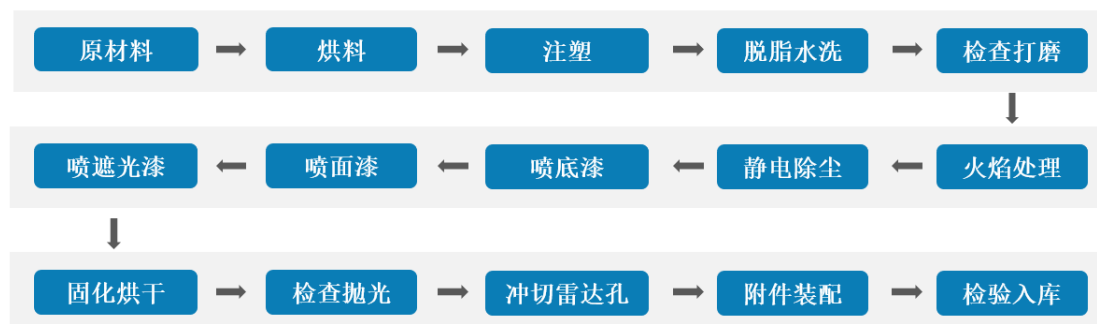 原材料
烘料
注塑
脱脂水洗
检查打磨
火焰处理
静电除尘
喷底漆
喷面漆
喷遮光漆
固化烘干
检查抛光
冲切雷达孔
附件装配
检验入库